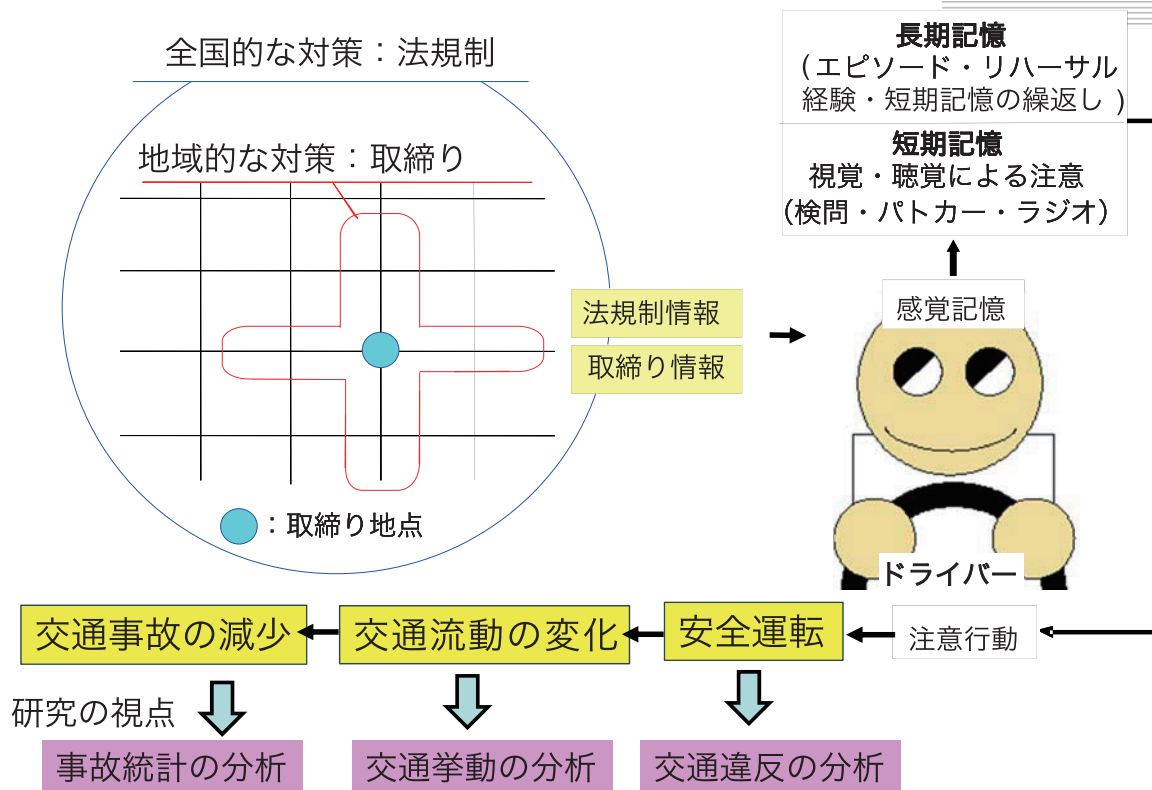 全国的な対策：法規制
地域的な対策：取締り
：取締り地点
法規制情報
取締り情報
長期記憶
(エピソード・リハーサル
経験・短期記憶の繰返し )
短期記憶
視覚・聴覚による注意
(検問・パトカー・ラジオ)
感覚記憶
ドライバー
注意行動
安全運転
交通流動の変化
交通事故の減少
研究の視点
事故統計の分析
交通挙動の分析
交通違反の分析